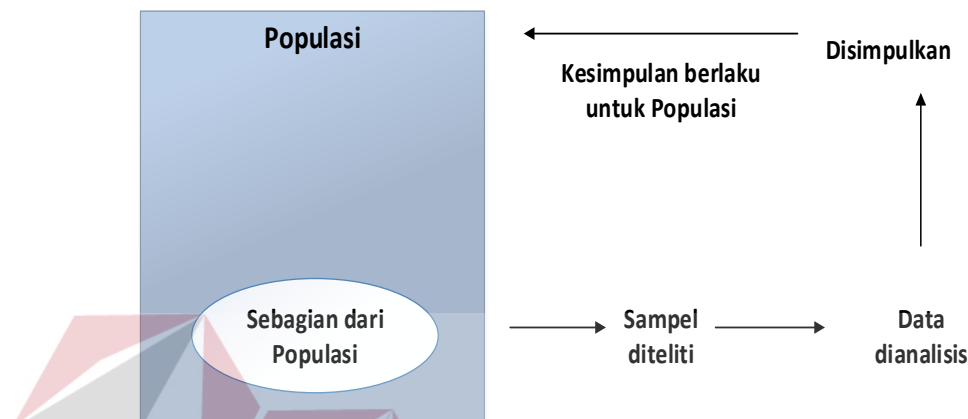 Populasi
Disimpulkan
Kesimpulan berlaku
untuk Populasi
Sebagian dari
Populasi
Sampel
diteliti
Data
dianalisis